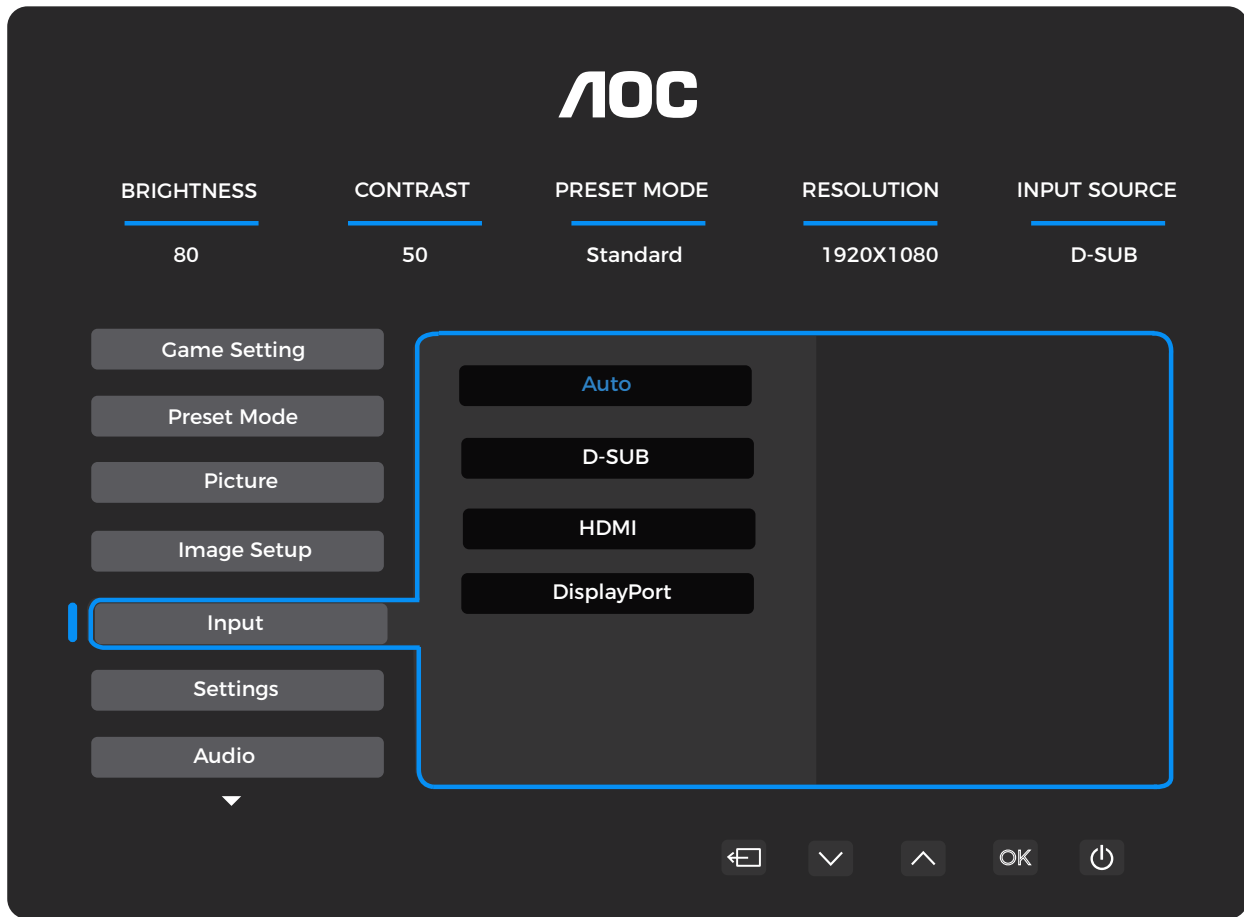 AOC
BRIGHTNESS CONTRAST PRESET MODE RESOLUTION INPUT SOURCE
80 50 Standard 1920X1080 D-SUB
Game Setting
Auto
Preset Mode
D-SUB
Picture
HDMI
Image Setup
DisplayPort
Input
Settings
Audio
OK